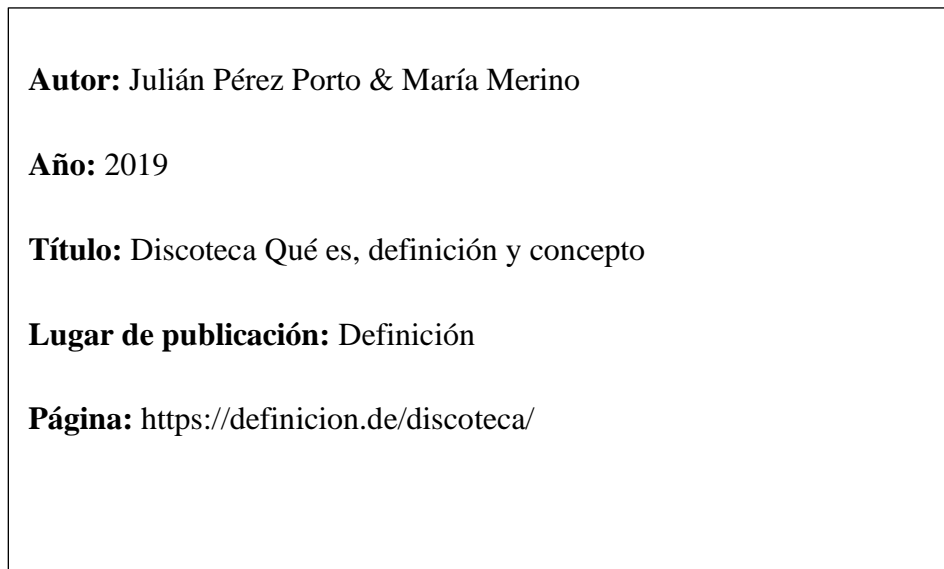 Autor: Julián Pérez Porto & María Merino
Año: 2019
Título: Discoteca Qué es, definición y concepto
Lugar de publicación: Definición
Página: https://definicion.de/discoteca/